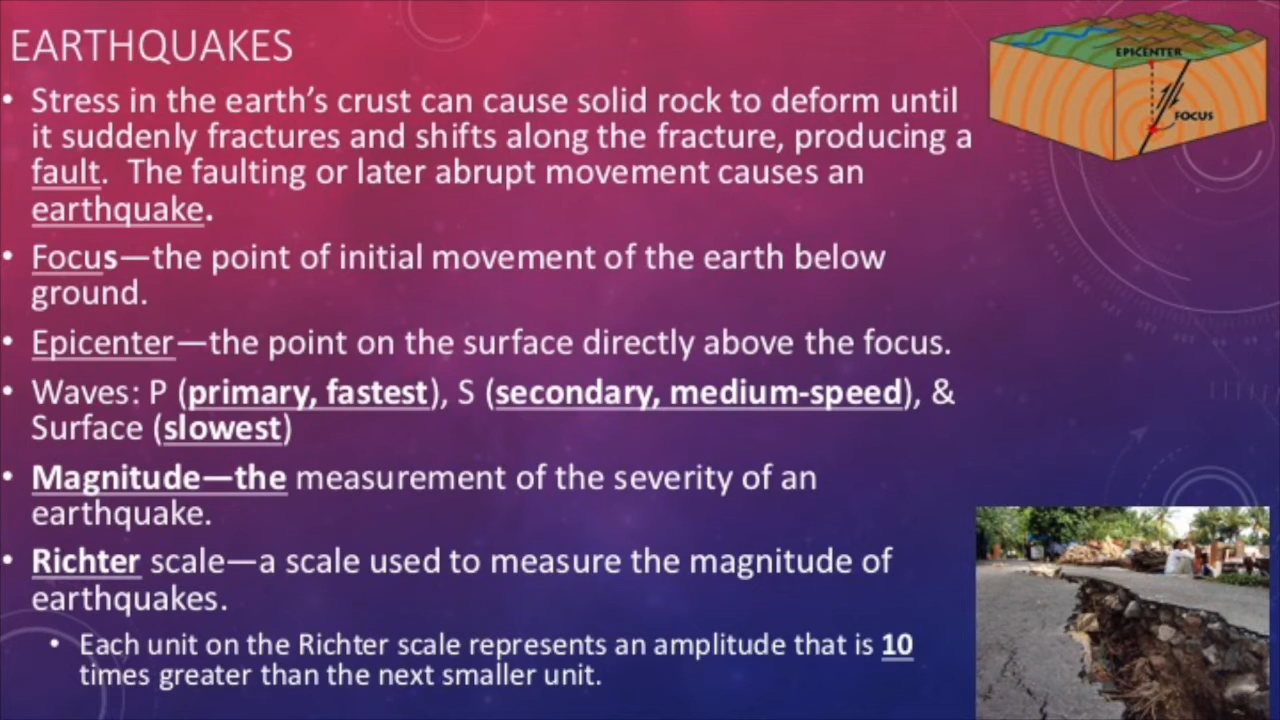 EARTHQUAKES
• Stress in the earth's crust can cause solid rock to deform until
it suddenly fractures and shifts along the fracture, producing a
fault.  The faulting or later abrupt movement causes an
earthquake.
• Focus—the point of initial movement of the earth below
ground.
• Epicenter—the point on the surface directly above the focus.
• Waves: P (primary, fastest), S (secondary, medium-speed), &
Surface (slowest)
• Magnitude—the measurement of the severity of an
earthquake.
• Richter scale—a scale used to measure the magnitude of
earthquakes.
• Each unit on the Richter scale represents an amplitude that is 10
times greater than the next smaller unit.
EPICENTER
FOCUS